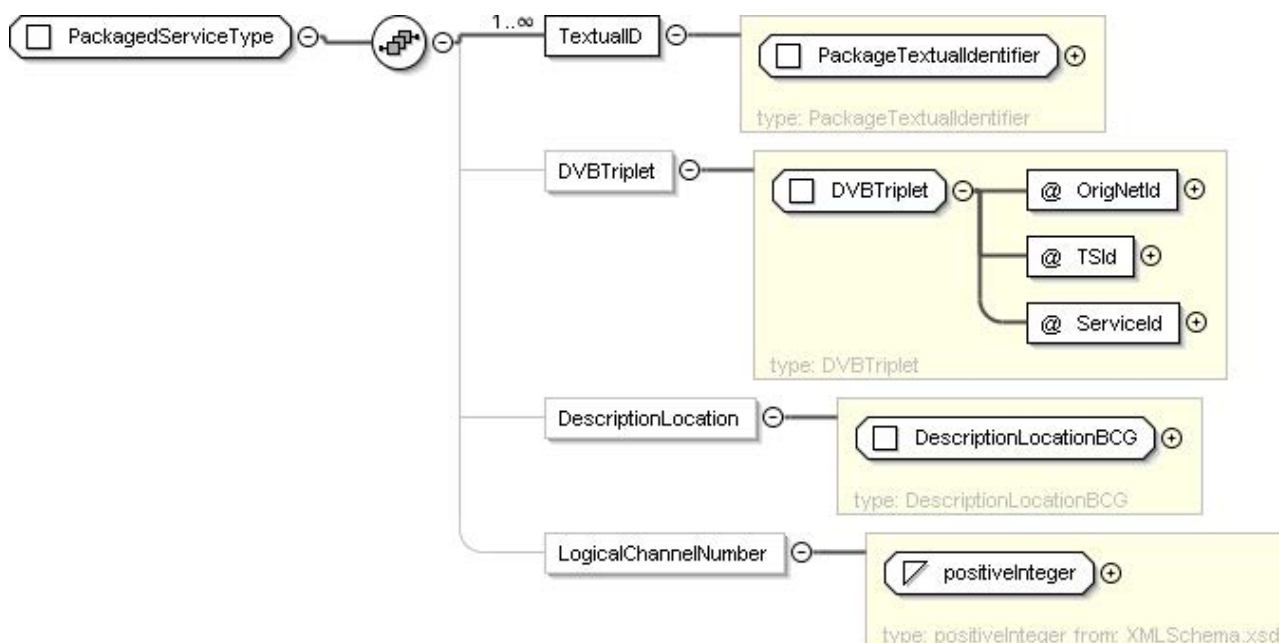 PackagedServiceType
1..∞
TextualID
PackageTextualIdentifier
type: PackageTextualIdentifier
DVBTriplet
DVBTriplet
@ OrigNetId
@ TSId
@ ServiceId
type: DVBTriplet
DescriptionLocation
DescriptionLocationBCG
type: DescriptionLocationBCG
LogicalChannelNumber
positiveInteger
type: positiveInteger from: XMLSchema.xsd